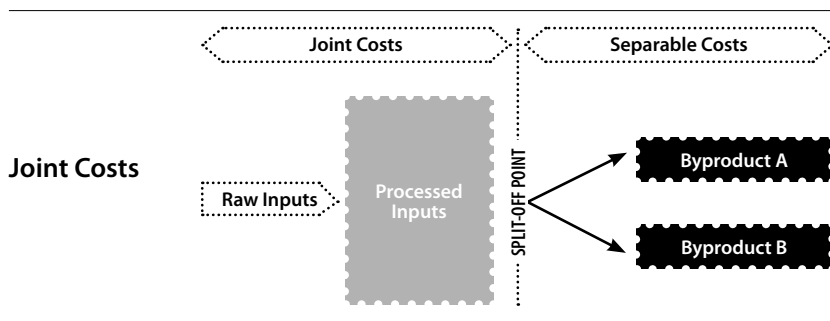 Joint Costs
Separable Costs
Joint Costs
Raw Inputs
Processed
Inputs
SPLIT-OFF POINT
Byproduct A
Byproduct B